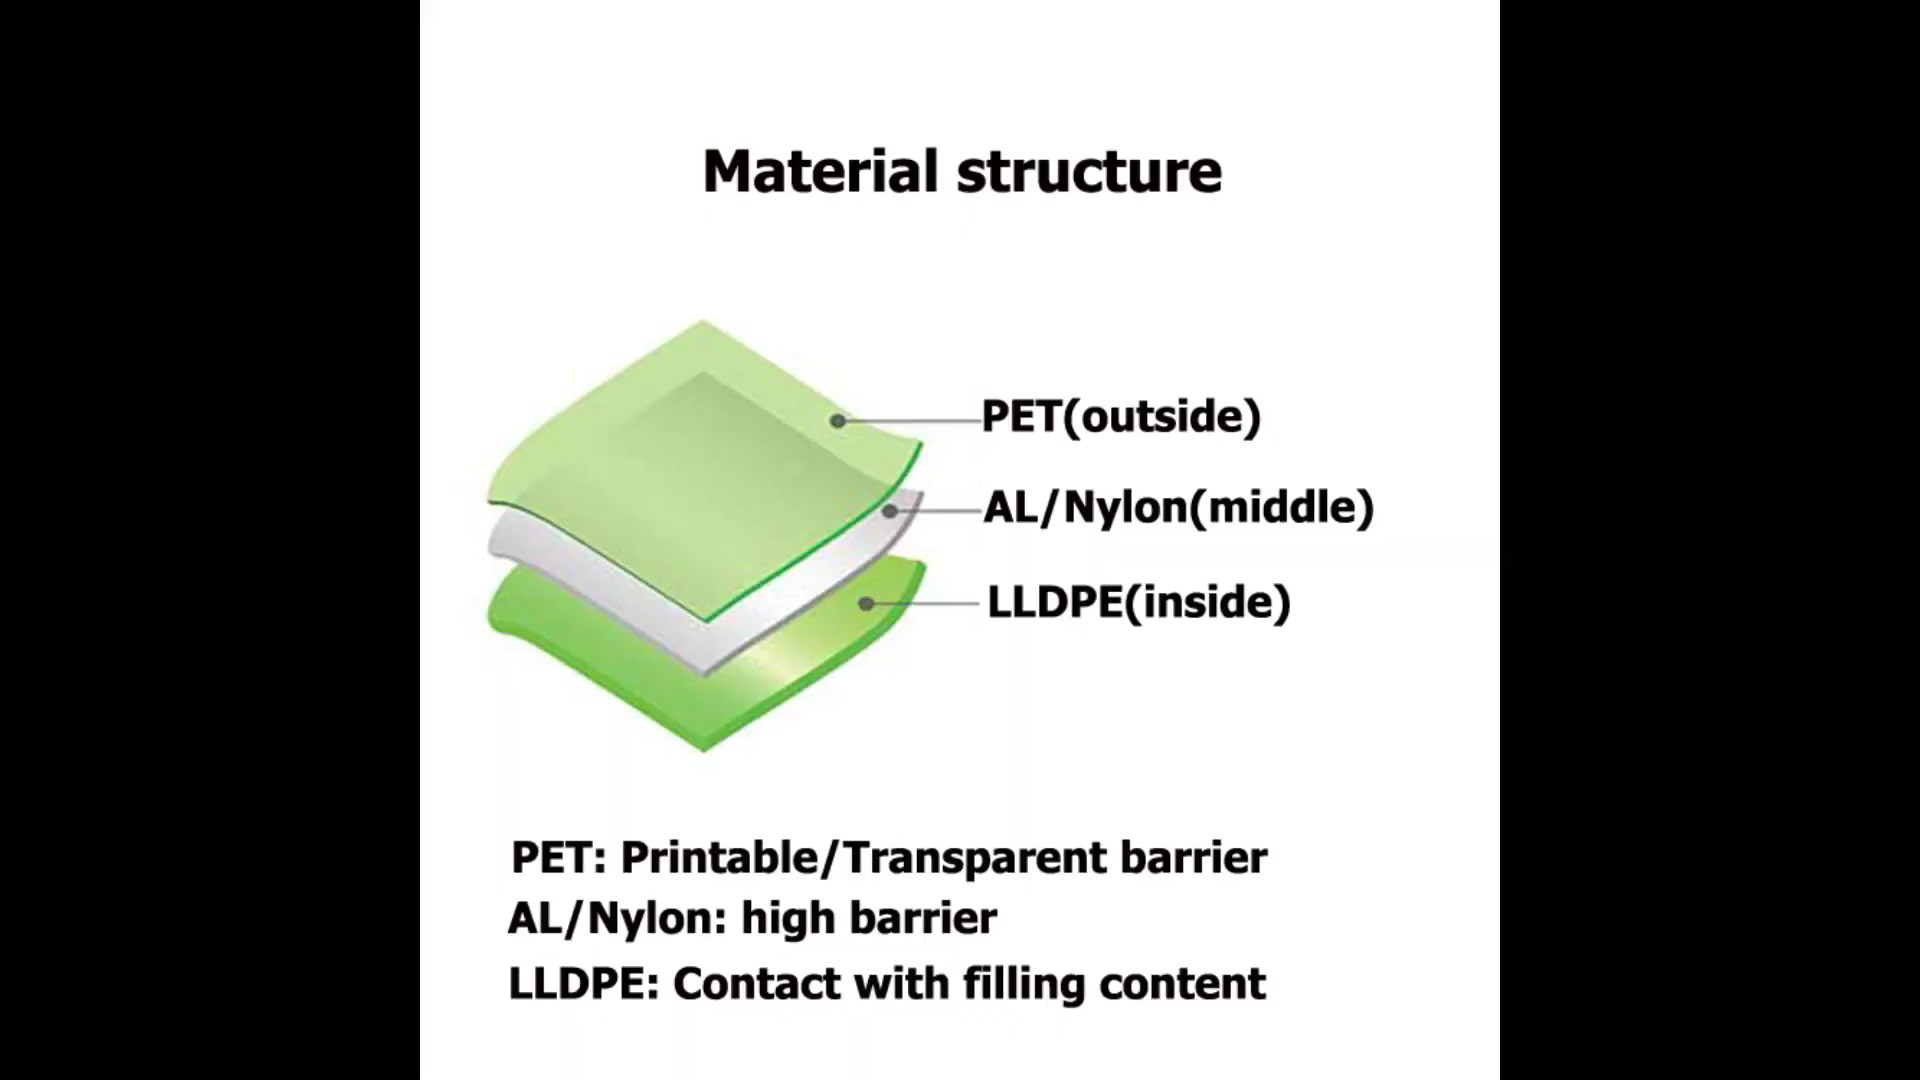 Material structure
PET(outside)
AL/Nylon(middle)
LLDPE(inside)
PET: Printable/Transparent barrier
AL/Nylon: high barrier
LLDPE: Contact with filling content